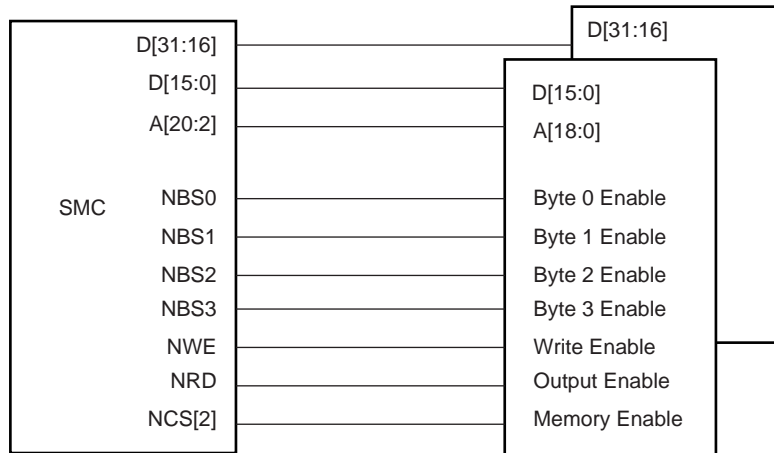 D[31:16] D[31:16]
D[15:0] D[15:0]
A[20:2] A[18:0]
SMC
NBS0 Byte 0 Enable
NBS1 Byte 1 Enable
NBS2 Byte 2 Enable
NBS3 Byte 3 Enable
NWE Write Enable
NRD Output Enable
NCS[2] Memory Enable